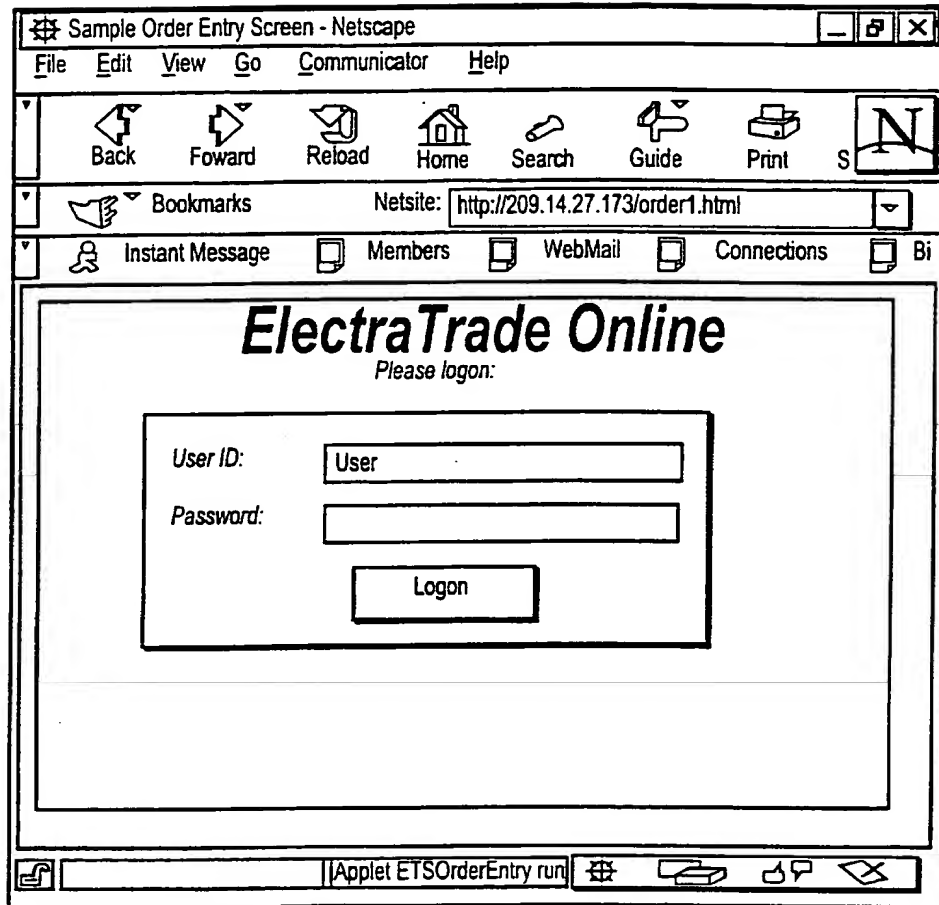 Sample Order Entry Screen - Netscape
File Edit View Go Communicator Help
Back Foward Reload Home Search Guide Print S N
Bookmarks Netsite: http://209.14.27.173/order1.html
Instant Message Members WebMail Connections Bi
ElectraTrade Online
Please logon:
User ID: User
Password:
Logon
Applet ETSOrderEntry run